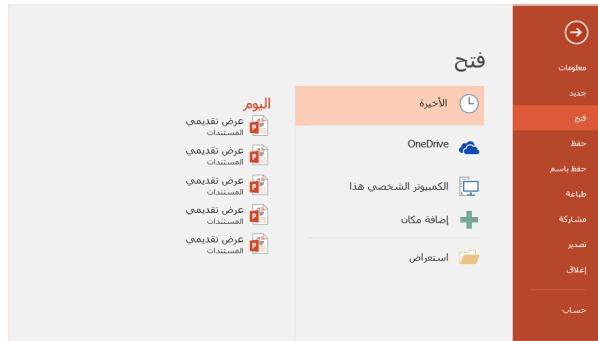 معلومات
جديد
فتح
حفظ
حفظ باسم
طباعة
مشاركة
تصدير
إغلاق
حساب
فتح
الأخيرة
OneDrive
الكمبيوتر الشخصي هذا
إضافة مكان
استعراض
اليوم
عرض تقديمي
المستندات
عرض تقديمي
المستندات
عرض تقديمي
المستندات
عرض تقديمي
المستندات
عرض تقديمي
المستندات